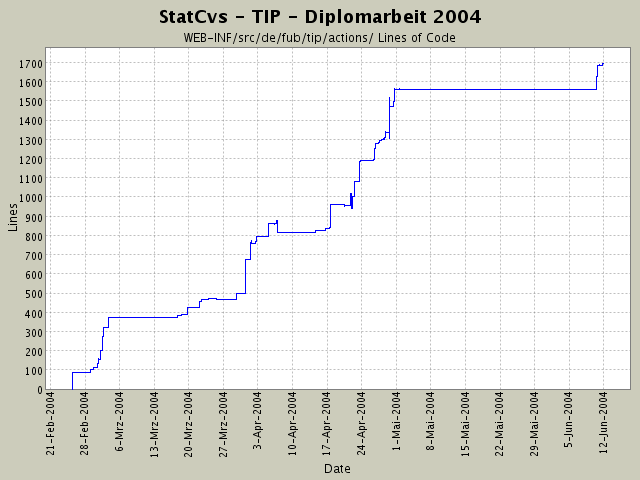 StatCvs - TIP - Diplomarbeit 2004
WEB-INF/src/de/fub/tip/actions/ Lines of Code
1700
1600
1500
1400
1300
1200
1100
1000
900
800
700
600
500
400
300
200
100
0
Lines
21-Feb-2004
28-Feb-2004
6-Mrz-2004
13-Mrz-2004
20-Mrz-2004
27-Mrz-2004
3-Apr-2004
10-Apr-2004
17-Apr-2004
24-Apr-2004
1-Mai-2004
8-Mai-2004
15-Mai-2004
22-Mai-2004
29-Mai-2004
5-Jun-2004
12-Jun-2004
Date